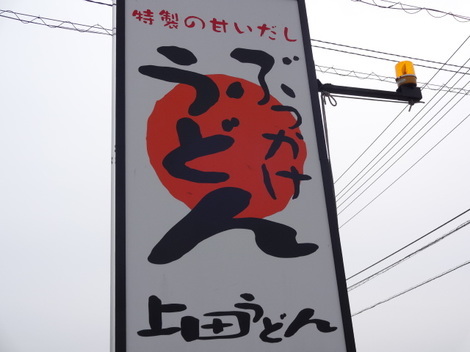 特製の甘いだし
ぶっかけ
うどん
上田うどん